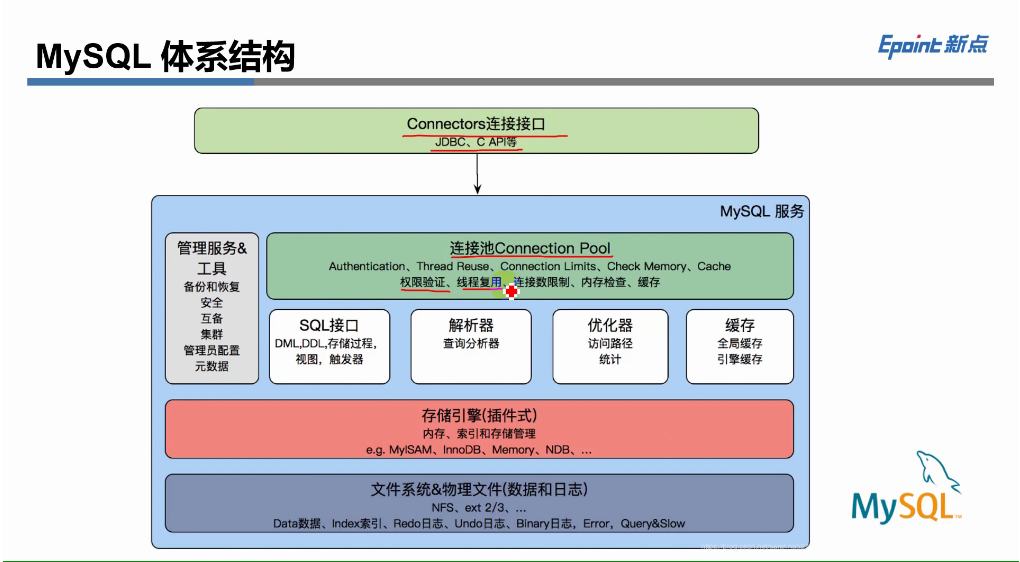 MySQL 体系结构
Epoint 新点
Connectors连接接口
JDBC、C API等
MySQL 服务
管理服务&
工具
备份和恢复
安全
互备
集群
管理员配置
元数据
连接池Connection Pool
Authentication、Thread Reuse、Connection Limits、Check Memory、Cache
权限验证、线程复用、连接数限制、内存检查、缓存
SQL接口
DML,DDL,存储过程,
视图，触发器
解析器
查询分析器
优化器
访问路径
统计
缓存
全局缓存
引擎缓存
存储引擎(插件式)
内存、索引和存储管理
e.g. MyISAM、InnoDB、Memory、NDB、...
文件系统&物理文件(数据和日志)
NFS、ext 2/3、...
Data数据、Index索引、Redo日志、Undo日志、Binary日志，Error，Query&Slow
MySQL